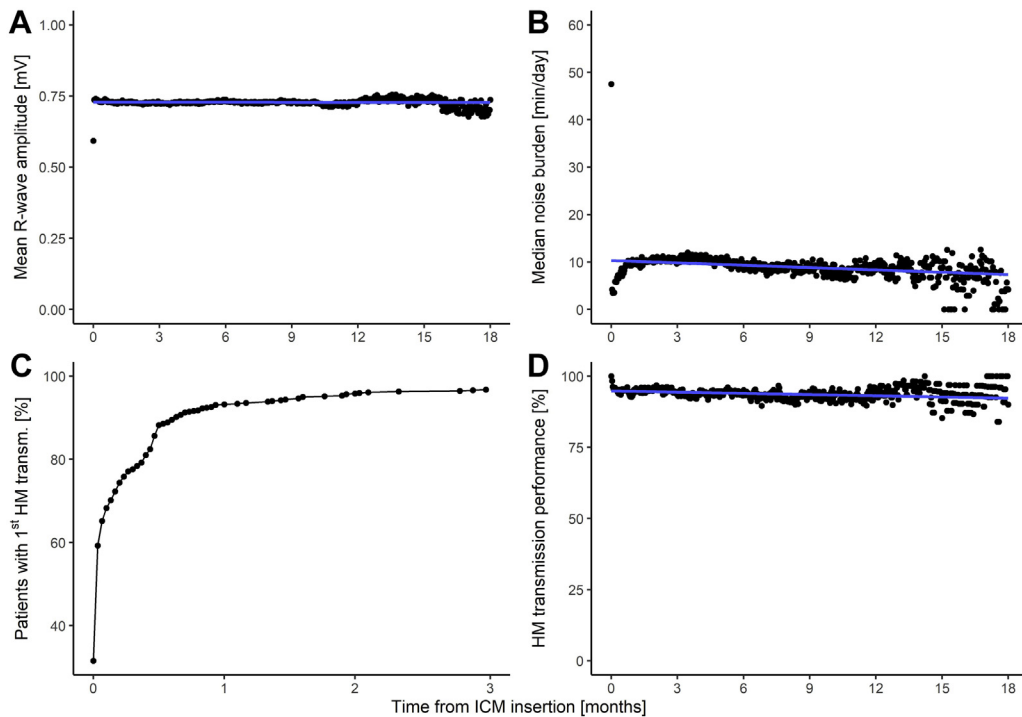 A
Mean R-wave amplitude [mV]
1.00
0.75
0.50
0.25
0.00
0 3 6 9 12 15 18
B
Median noise burden [min/day]
60
50
40
30
20
10
0
0 3 6 9 12 15 18
C
Patients with 1st HM transm. [%]
100
80
60
40
0 1 2 3
D
HM transmission performance [%]
100
75
50
25
0
0 3 6 9 12 15 18
Time from ICM insertion [months]